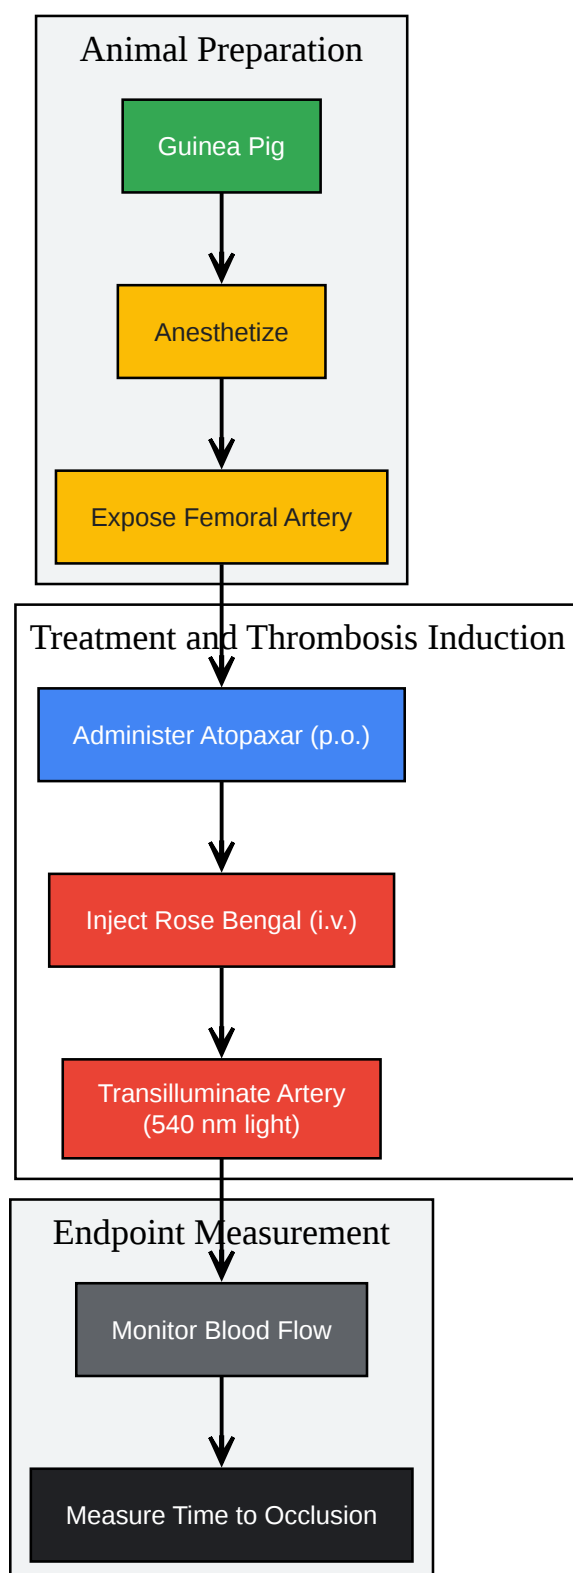 Animal Preparation
Guinea Pig
Anesthetize
Expose Femoral Artery
Treatment and Thrombosis Induction
Administer Atopaxar (p.o.)
Inject Rose Bengal (i.v.)
Transilluminate Artery
(540 nm light)
Endpoint Measurement
Monitor Blood Flow
Measure Time to Occlusion